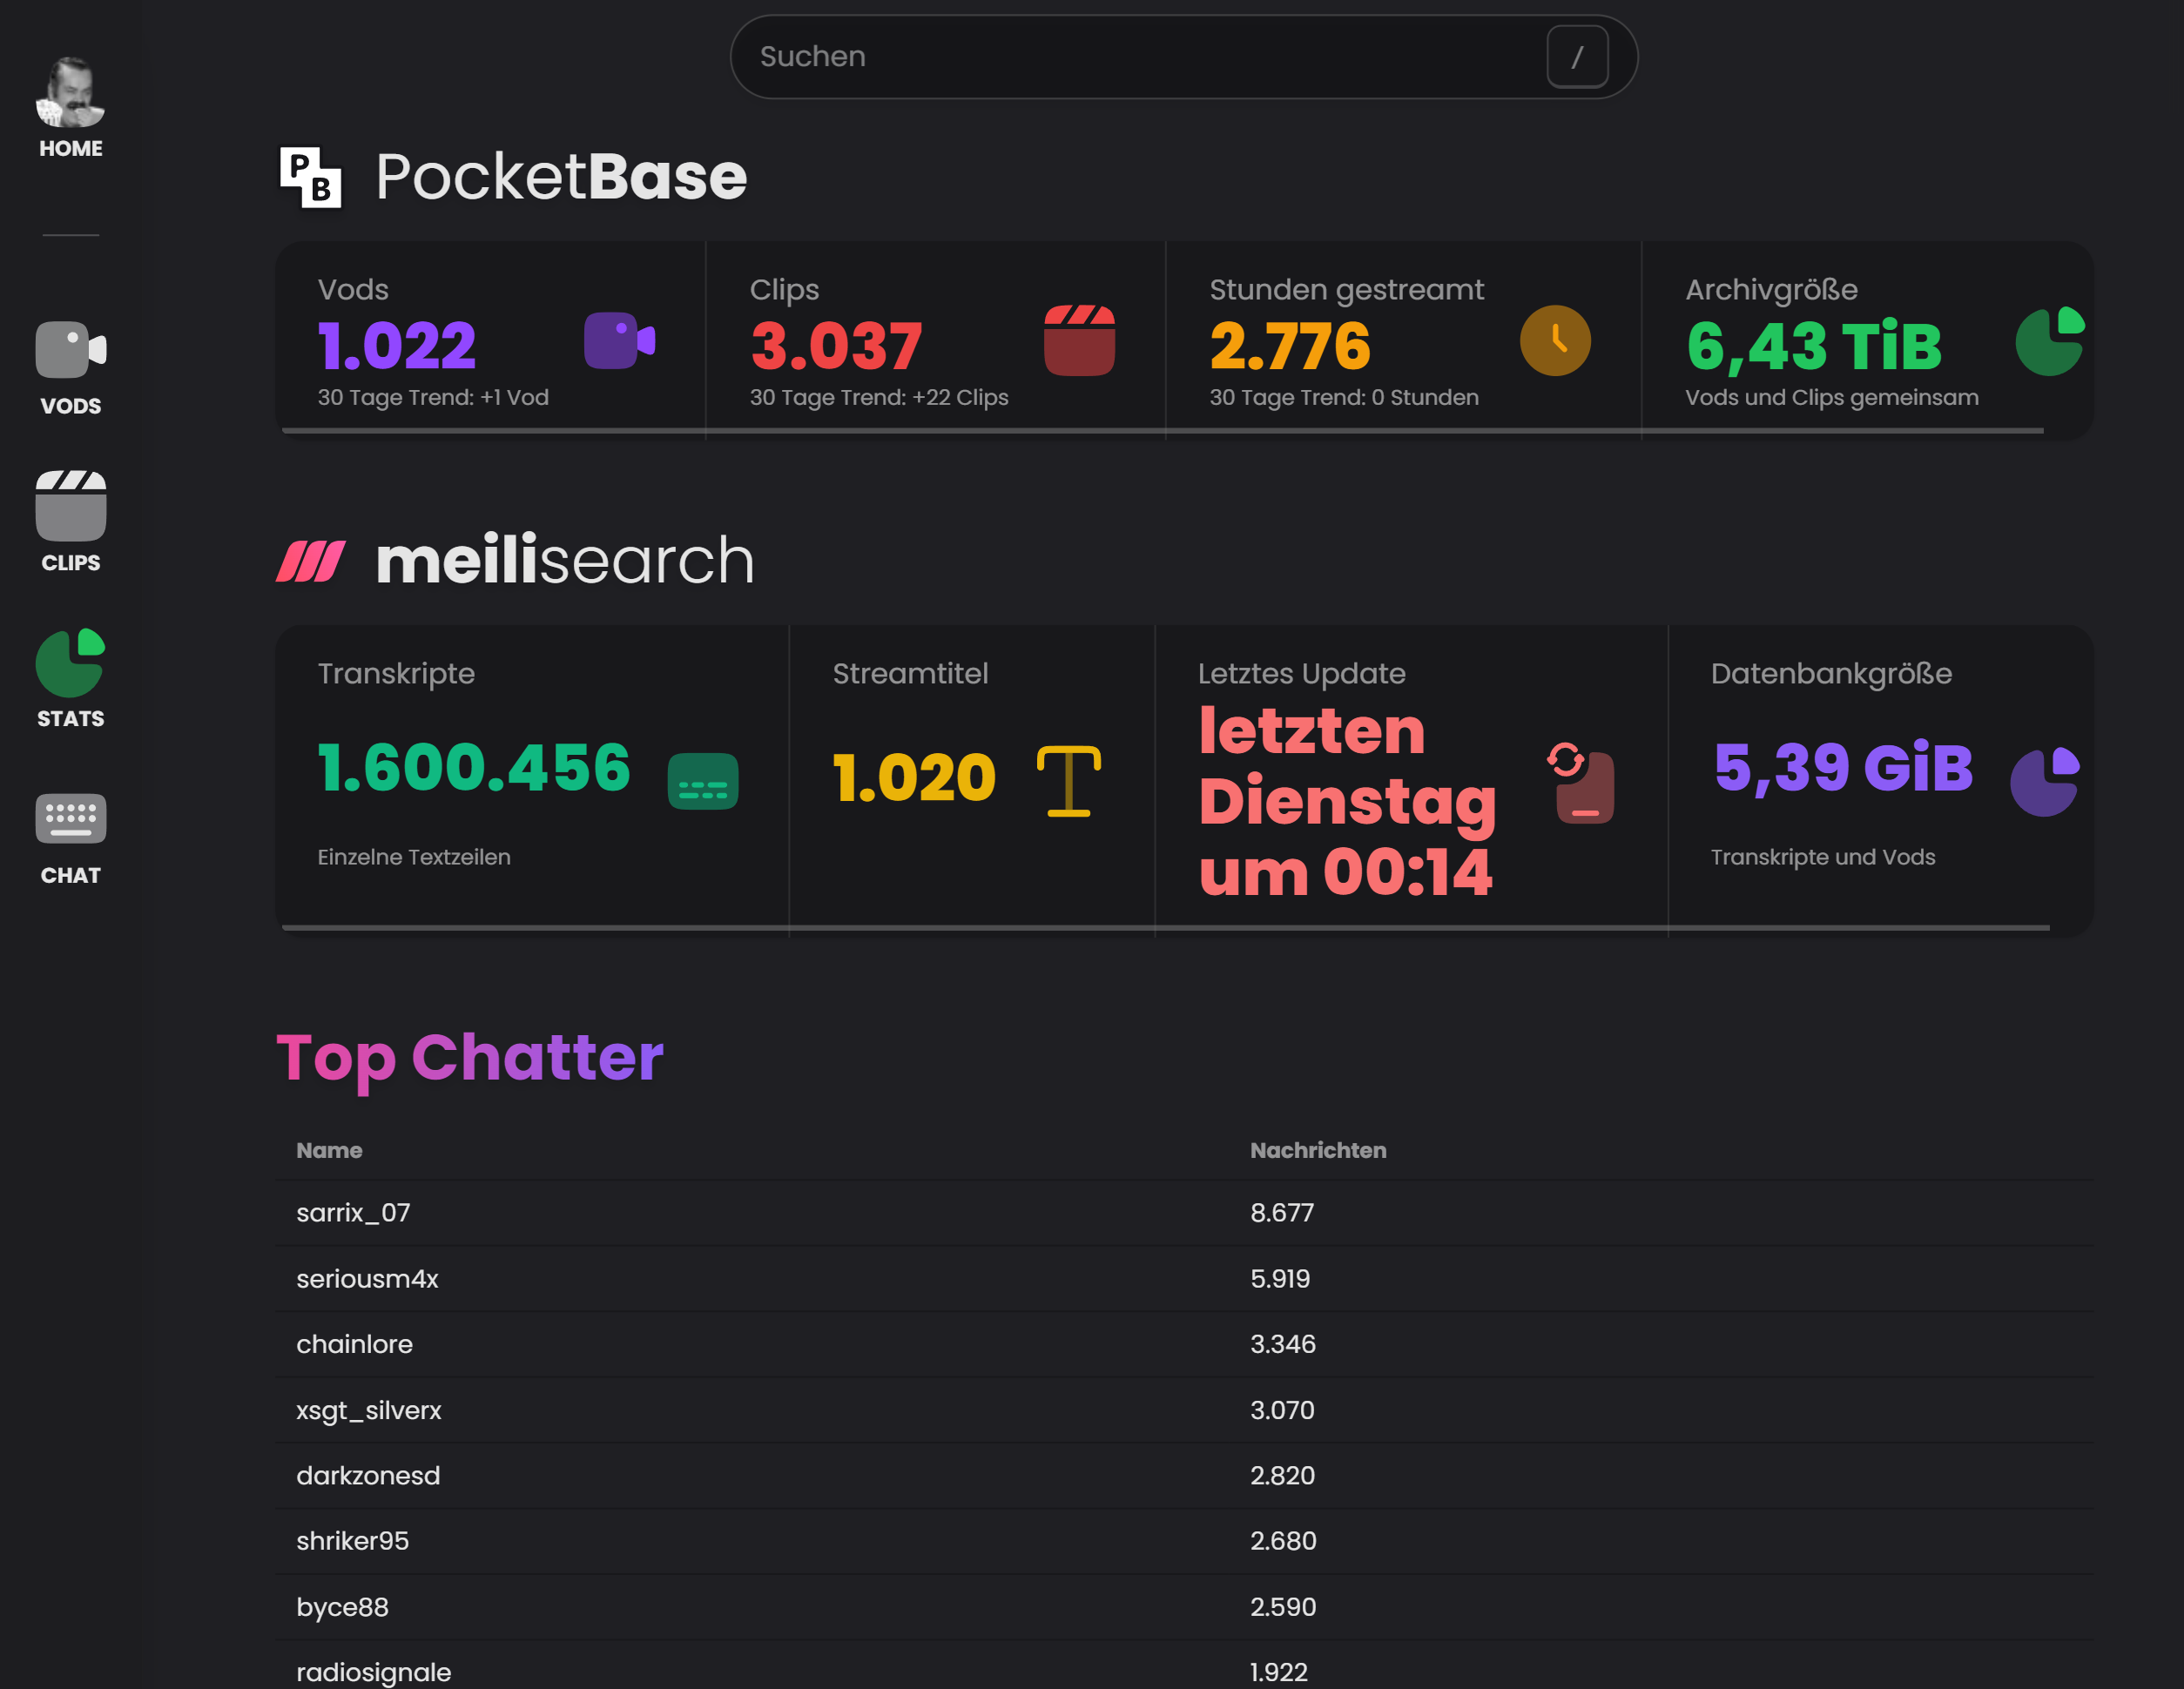 Suchen
/
HOME
VODS
CLIPS
STATS
CHAT
P
B
PocketBase
Vods
1.022
30 Tage Trend: +1 Vod
Clips
3.037
30 Tage Trend: +22 Clips
Stunden gestreamt
2.776
30 Tage Trend: 0 Stunden
Archivgröße
6,43 TiB
Vods und Clips gemeinsam
meilisearch
Transkripte
1.600.456
Einzelne Textzeilen
Streamtitel
1.020
Letztes Update
letzten
Dienstag
um 00:14
Datenbankgröße
5,39 GiB
Transkripte und Vods
Top Chatter
Name Nachrichten
sarrix_07 8.677
seriousm4x 5.919
chainlore 3.346
xsgt_silverx 3.070
darkzonesd 2.820
shriker95 2.680
byce88 2.590
radiosignale 1.922